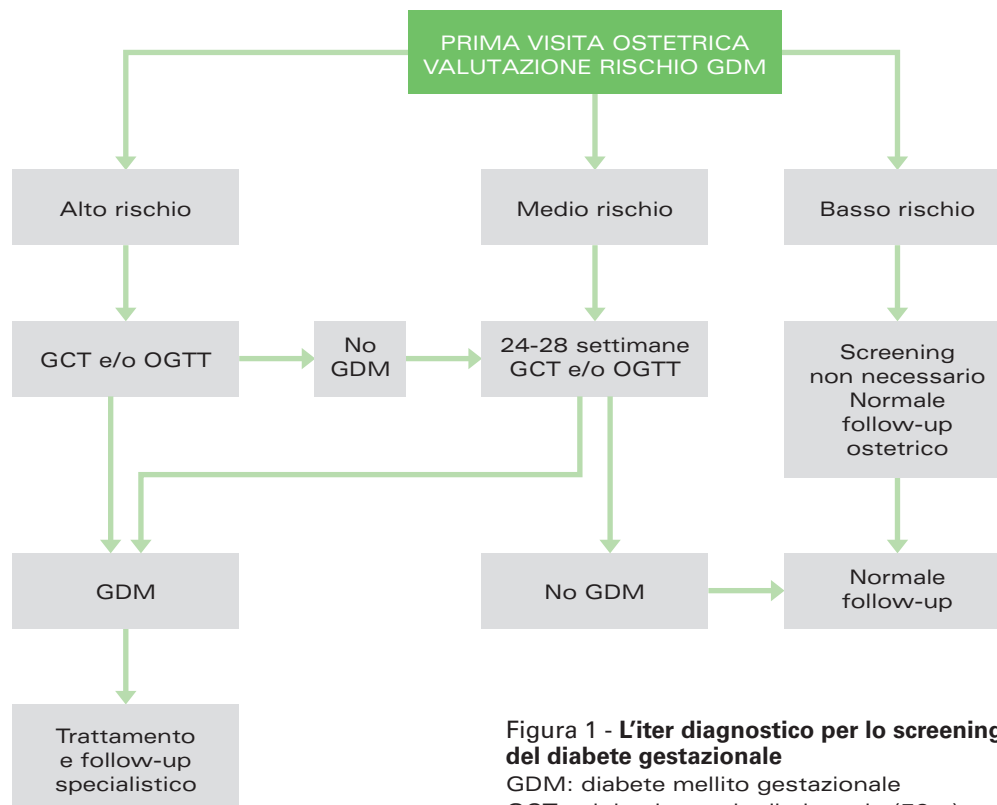 PRIMA VISITA OSTETRICA
VALUTAZIONE RISCHIO GDM
Alto rischio
Medio rischio
Basso rischio
GCT e/o OGTT
No
GDM
24-28 settimane
GCT e/o OGTT
Screening
non necessario
Normale
follow-up
ostetrico
GDM
No GDM
Normale
follow-up
Trattamento
e follow-up
specialistico
Figura 1 - L'iter diagnostico per lo screening
del diabete gestazionale
GDM: diabete mellito gestazionale